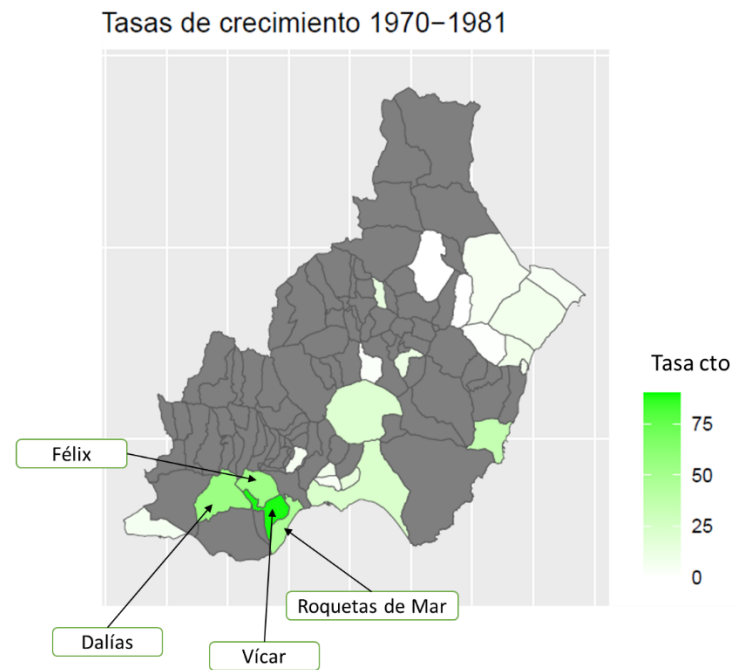 Tasas de crecimiento 1970−1981
Tasa cto
75
50
25
0
Félix
Roquetas de Mar
Dalías
Vícar